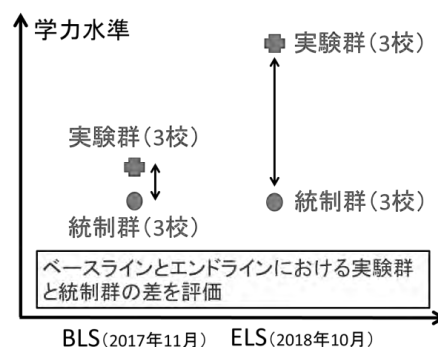 学力水準
実験群(3校)
実験群(3校)
統制群(3校)
統制群(3校)
ベースラインとエンドラインにおける実験群
と統制群の差を評価
BLS(2017年11月) ELS(2018年10月)